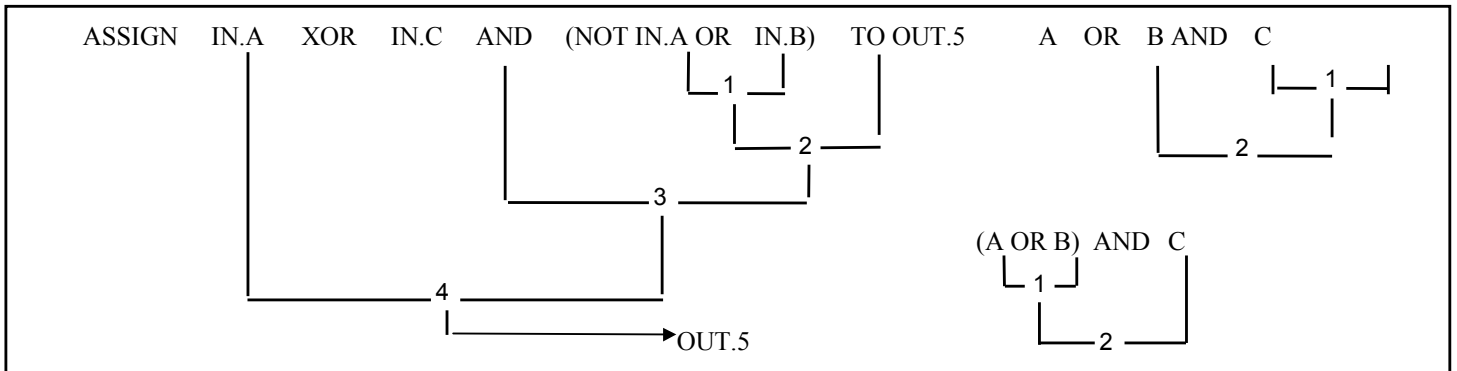 ASSIGN IN.A XOR IN.C AND (NOT IN.A OR IN.B) TO OUT.5 A OR B AND C
1 1
2 2
3
(A OR B) AND C
1
4
OUT.5 2